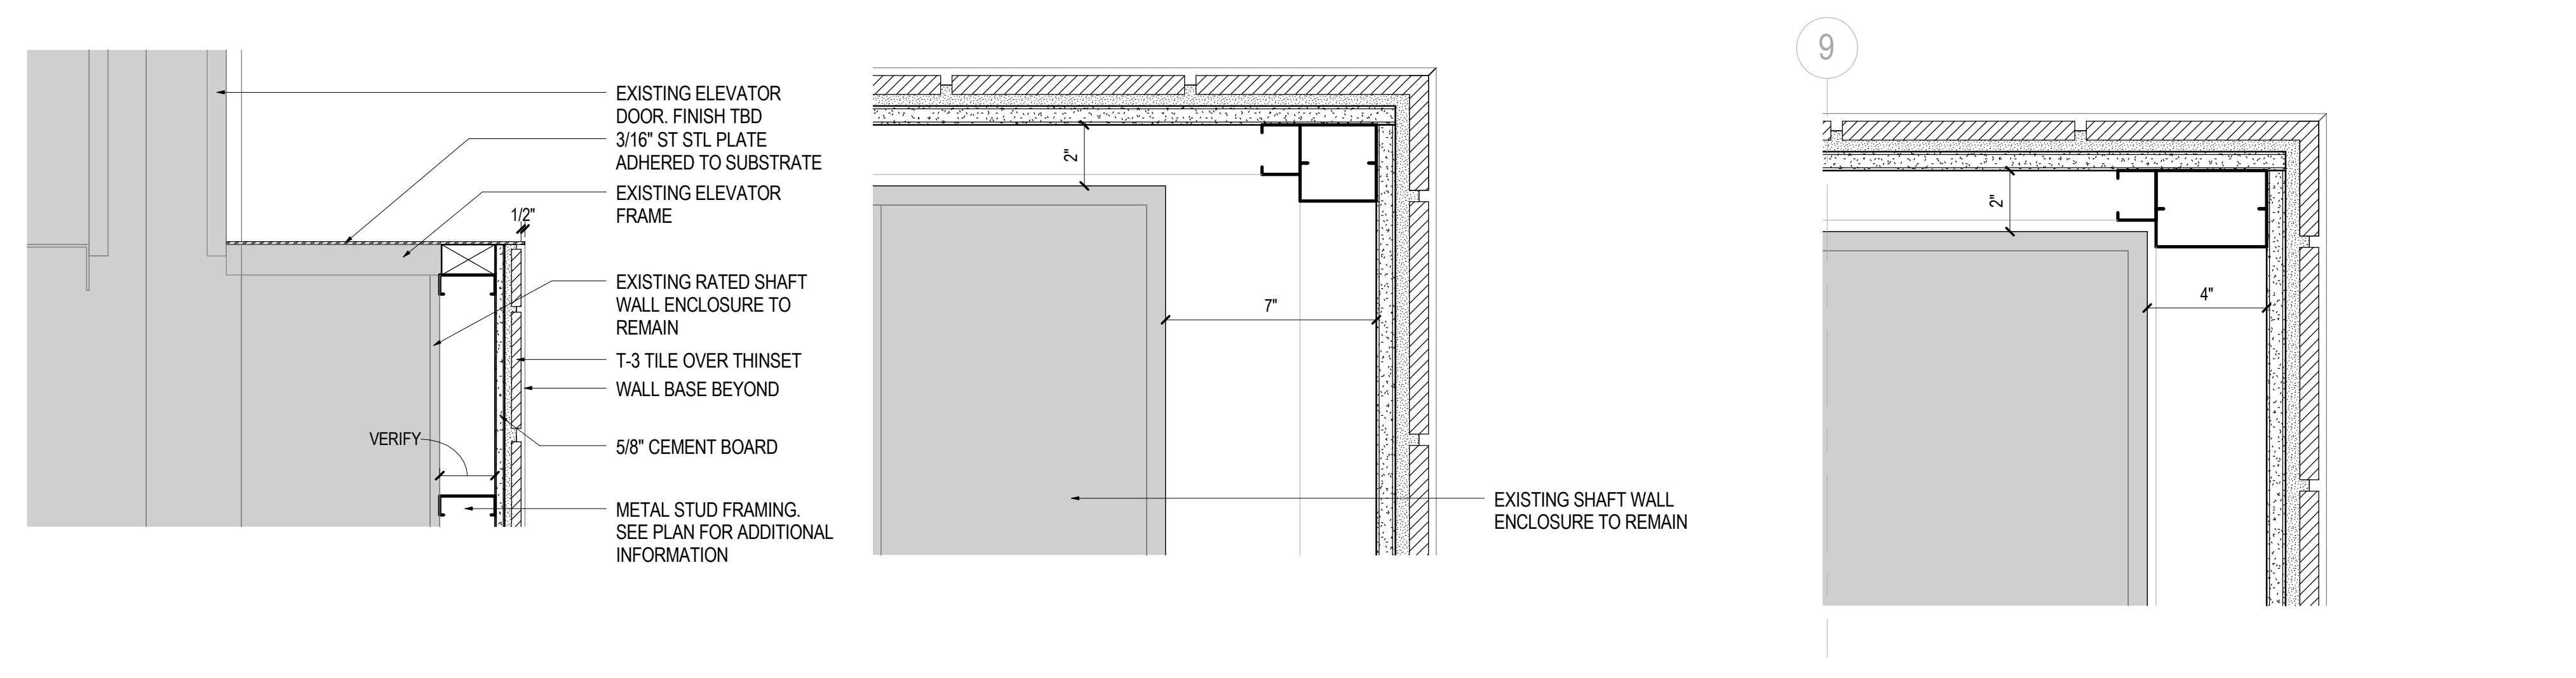 EXISTING ELEVATOR
DOOR. FINISH TBD
3/16" ST STL PLATE
ADHERED TO SUBSTRATE
EXISTING ELEVATOR
FRAME
1/2"
EXISTING RATED SHAFT
WALL ENCLOSURE TO
REMAIN
T-3 TILE OVER THINSET
WALL BASE BEYOND
VERIFY
5/8" CEMENT BOARD
METAL STUD FRAMING.
SEE PLAN FOR ADDITIONAL
INFORMATION
2"
7"
EXISTING SHAFT WALL
ENCLOSURE TO REMAIN
9
2"
4"